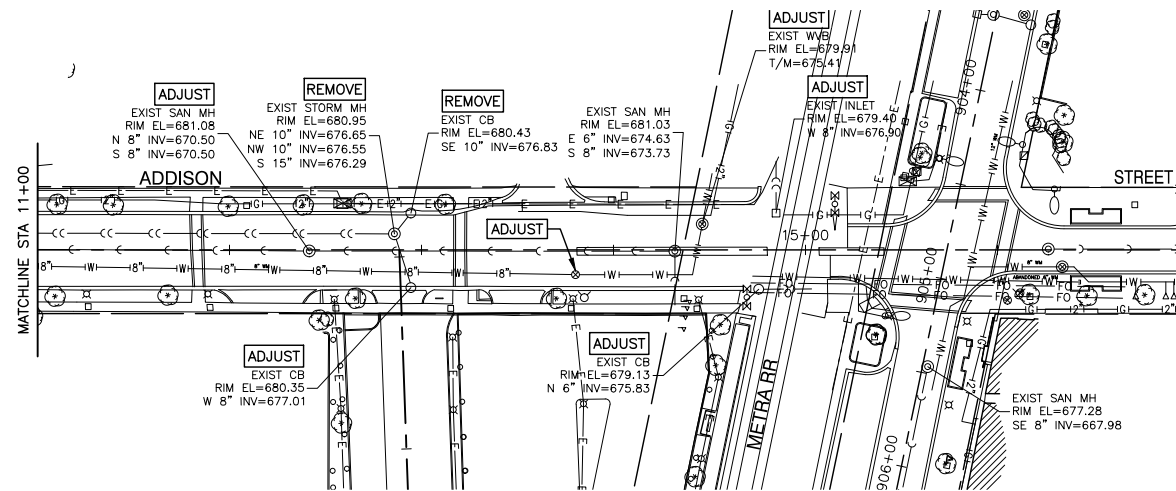 ADJUST
EXIST WVB
RIM EL=679.91
T/M=675.41
ADJUST
EXIST SAN MH
RIM EL=681.08
N 8" INV=670.50
S 8" INV=670.50
REMOVE
EXIST STORM MH
RIM EL=680.95
NE 10" INV=676.65
NW 10" INV=676.55
S 15" INV=676.29
REMOVE
EXIST CB
RIM EL=680.43
SE 10" INV=676.83
EXIST SAN MH
RIM EL=681.03
E 6" INV=674.63
S 8" INV=673.73
ADJUST
EXIST INLET
RIM EL=679.40
W 8" INV=676.90
904+00
MATCHLINE STA 11+00
ADDISON
STREET
ADJUST
15+00
905+00
8" WM
8" WM
ABANDONED 8" WM
ADJUST
EXIST CB
RIM EL=680.35
W 8" INV=677.01
ADJUST
EXIST CB
RIM EL=679.13
N 6" INV=675.83
METRA RR
906+00
EXIST SAN MH
RIM EL=677.28
SE 8" INV=667.98